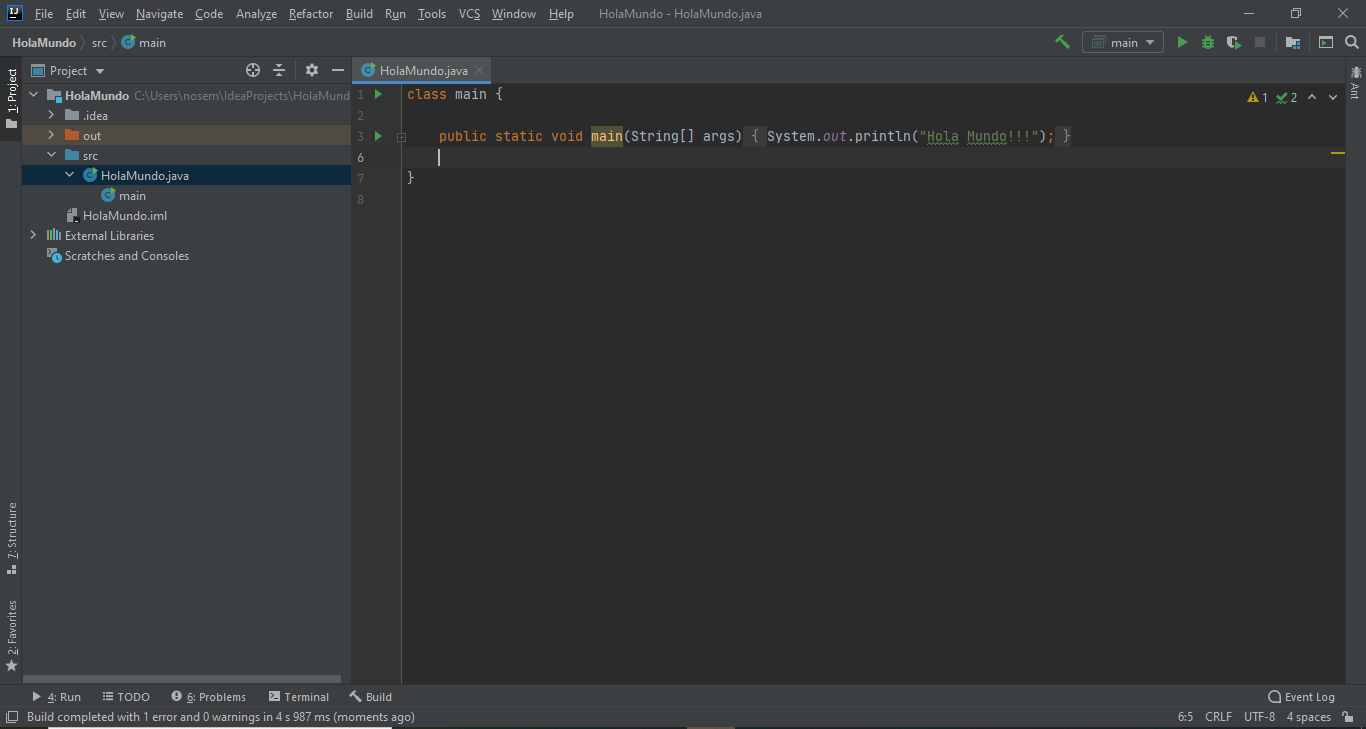 IJ File Edit View Navigate Code Analyze Refactor Build Run Tools VCS Window Help HolaMundo - HolaMundo.java
HolaMundo src main main
1: Project
Project
HolaMundo C:\Users\nosem\IdeaProjects\HolaMund
.idea
out
src
HolaMundo.java
main
HolaMundo.iml
External Libraries
Scratches and Consoles
HolaMundo.java
1 class main {
2
3 public static void main(String[] args) { System.out.println("Hola Mundo!!!"); }
6
7 }
8
1 2
Ant
7: Structure
2: Favorites
4: Run TODO 6: Problems Terminal Build Event Log
Build completed with 1 error and 0 warnings in 4 s 987 ms (moments ago) 6:5 CRLF UTF-8 4 spaces